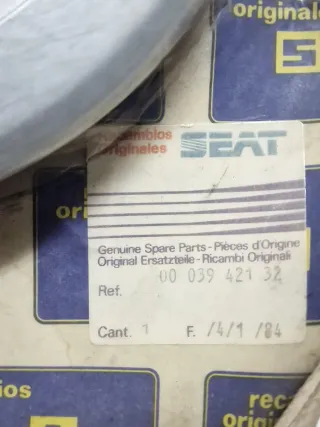 originale
S
recambios
originales
SEAT
ori
Genuine Spare Parts - Pièces d'Origine
Original Ersatzteile - Ricambi Originali
Ref. 00 039 421 32
Cant. 1 F. /4/1 /84
ios
reca
origi